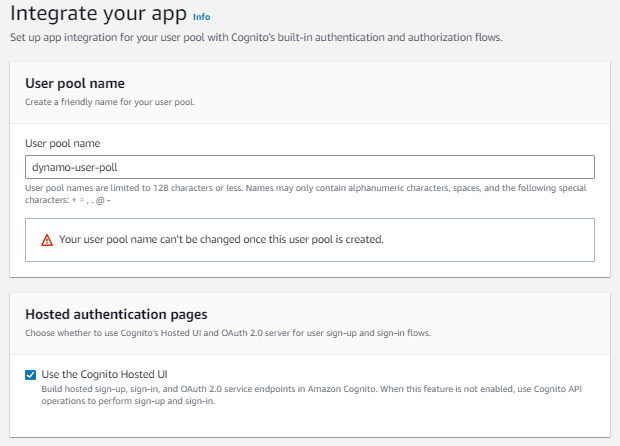 Integrate your app Info
Set up app integration for your user pool with Cognito's built-in authentication and authorization flows.
User pool name
Create a friendly name for your user pool.
User pool name
dynamo-user-poll
User pool names are limited to 128 characters or less. Names may only contain alphanumeric characters, spaces, and the following special
characters: + = , . @ -
Your user pool name can't be changed once this user pool is created.
Hosted authentication pages
Choose whether to use Cognito's Hosted UI and OAuth 2.0 server for user sign-up and sign-in flows.
Use the Cognito Hosted UI
Build hosted sign-up, sign-in, and OAuth 2.0 service endpoints in Amazon Cognito. When this feature is not enabled, use Cognito API
operations to perform sign-up and sign-in.